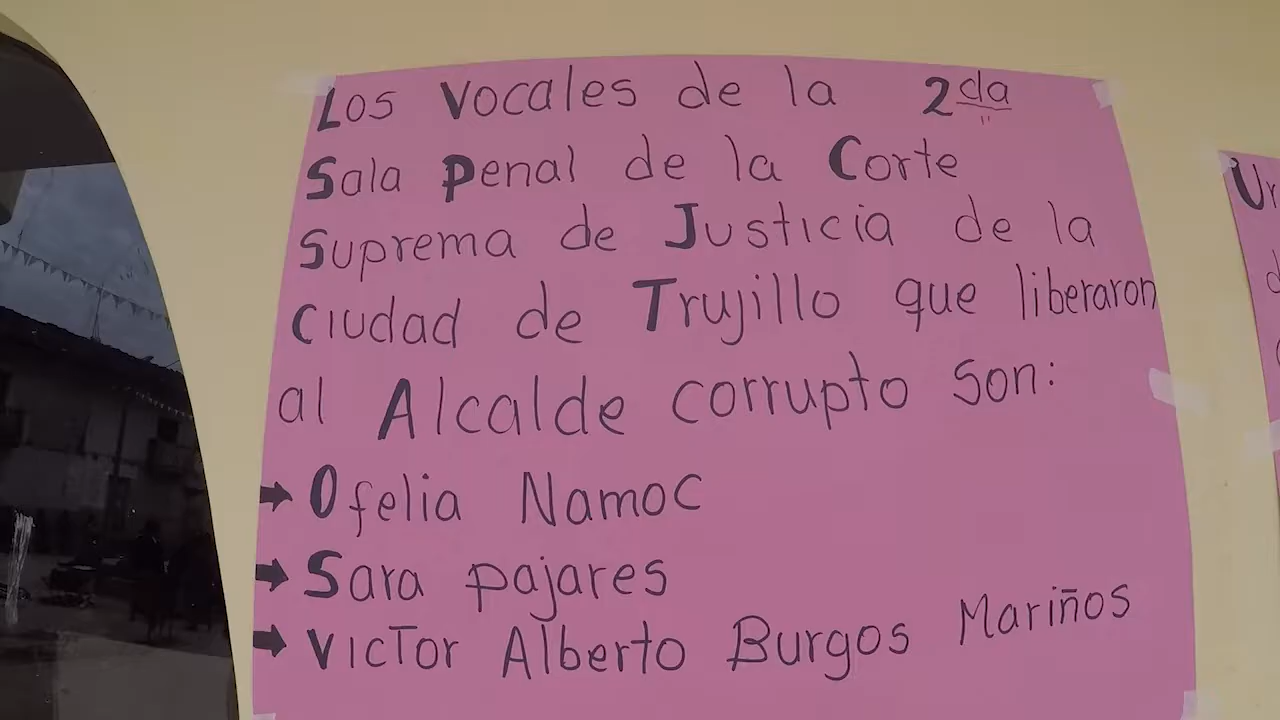 Los Vocales de la 2da
Sala Penal de la Corte
Suprema de Justicia de la
Ciudad de Trujillo que liberaron
al Alcalde corrupto Son:
→ Ofelia Namoc
→ Sara pajares
→ Victor Alberto Burgos Mariños